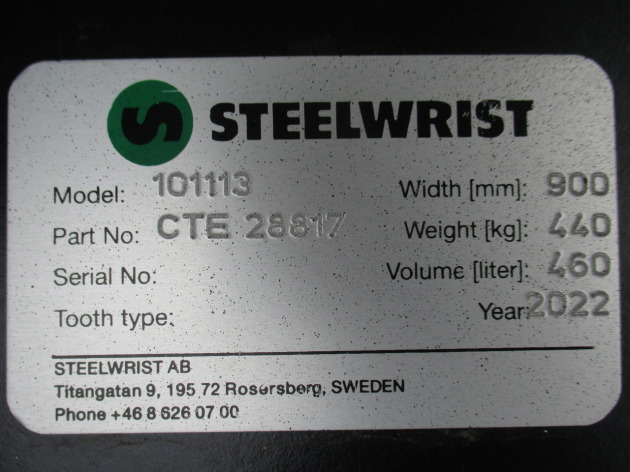 STEELWRIST
Model: 101113 Width [mm]: 900
Part No: CTE 28817 Weight [kg]: 440
Serial No: Volume [liter]: 460
Tooth type: Year: 2022
STEELWRIST AB
Titangatan 9, 195 72 Rosersberg, SWEDEN
Phone +46 8 626 07 00